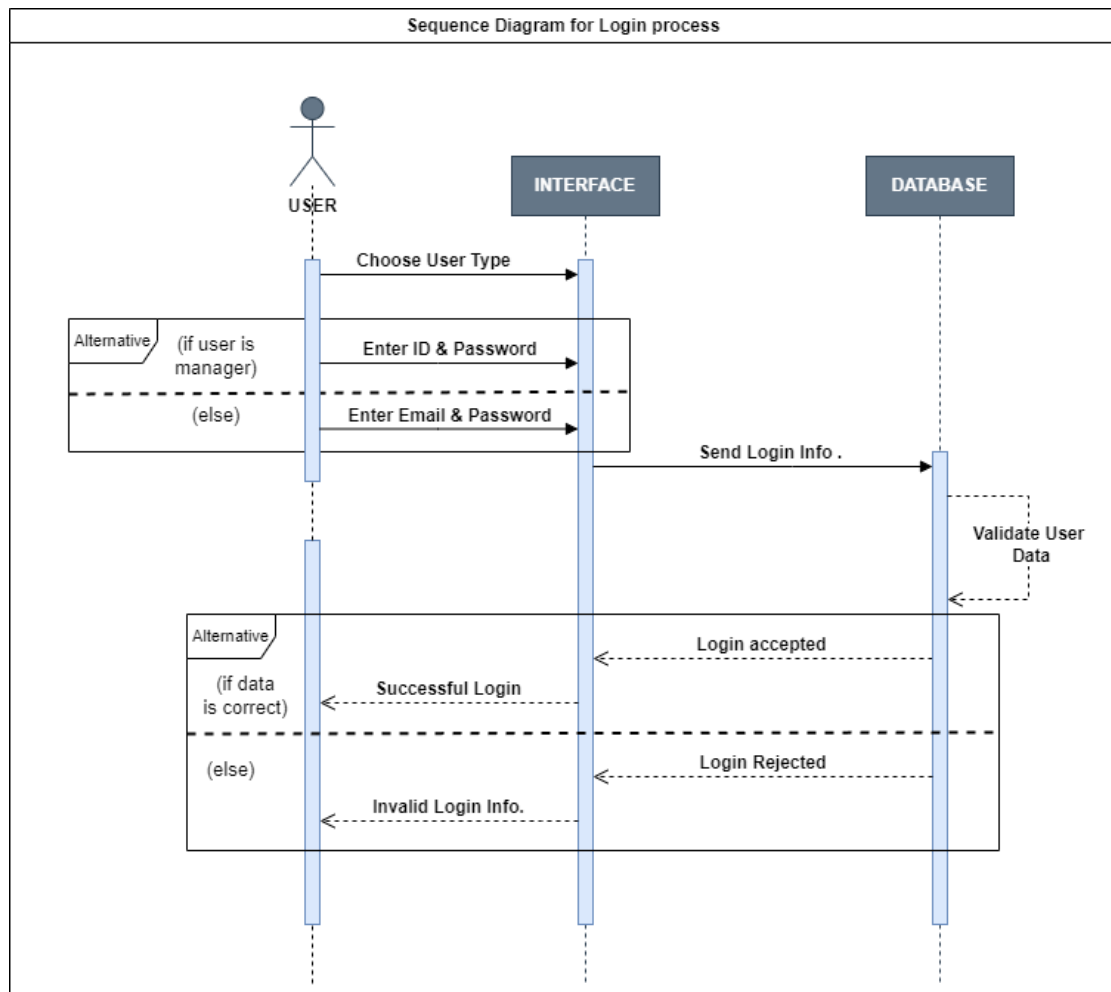 Sequence Diagram for Login process
USER
INTERFACE
DATABASE
Choose User Type
Alternative
(if user is
manager)
Enter ID & Password
(else)
Enter Email & Password
Send Login Info .
Validate User
Data
Alternative
Login accepted
(if data
is correct)
Successful Login
Login Rejected
(else)
Invalid Login Info.